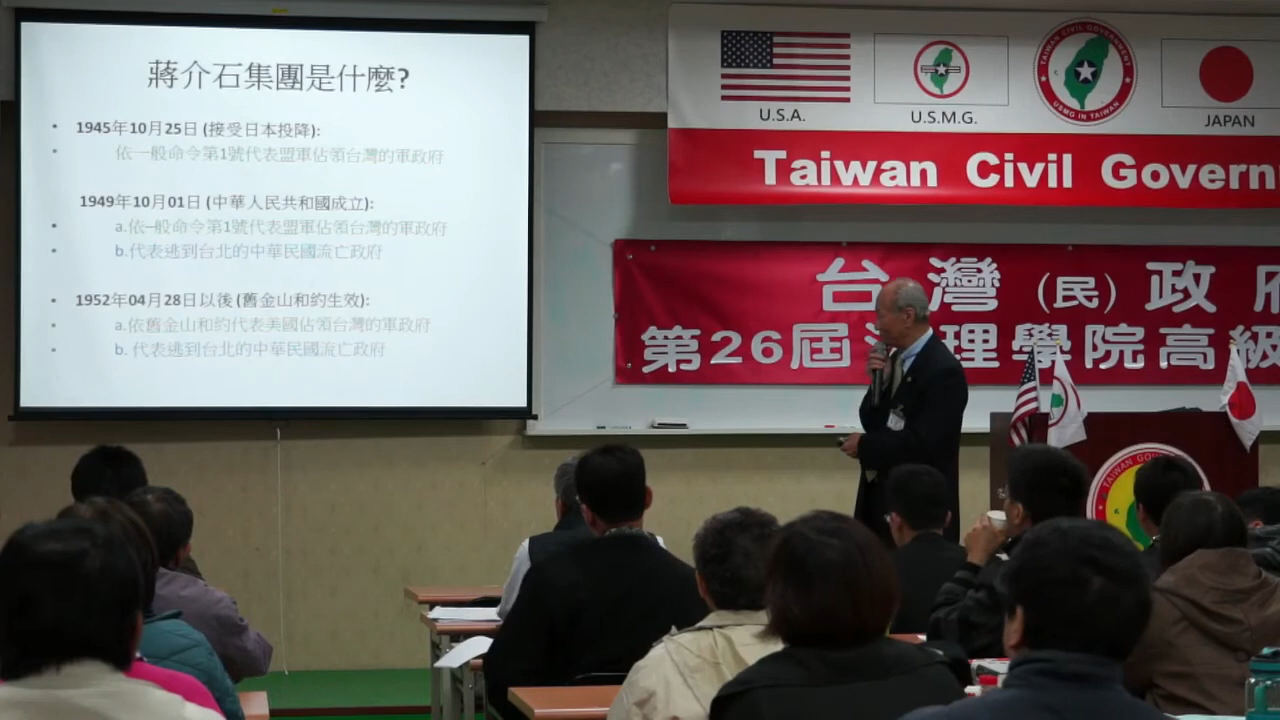 蔣介石集團是什麼?
• 1945年10月25日 (接受日本投降):
• 依一般命令第1號代表盟軍佔領台灣的軍政府
1949年10月01日 (中華人民共和國成立):
• a.依一般命令第1號代表盟軍佔領台灣的軍政府
• b.代表逃到台北的中華民國流亡政府
• 1952年04月28日以後 (舊金山和約生效):
• a.依舊金山和約代表美國佔領台灣的軍政府
• b. 代表逃到台北的中華民國流亡政府
U.S.A.
U.S.M.G.
TAIWAN CIVIL GOVERNMENT
USMG IN TAIWAN
JAPAN
Taiwan Civil Governm
台灣 (民) 政府
第26屆 理學院高級
TAIWAN GOV